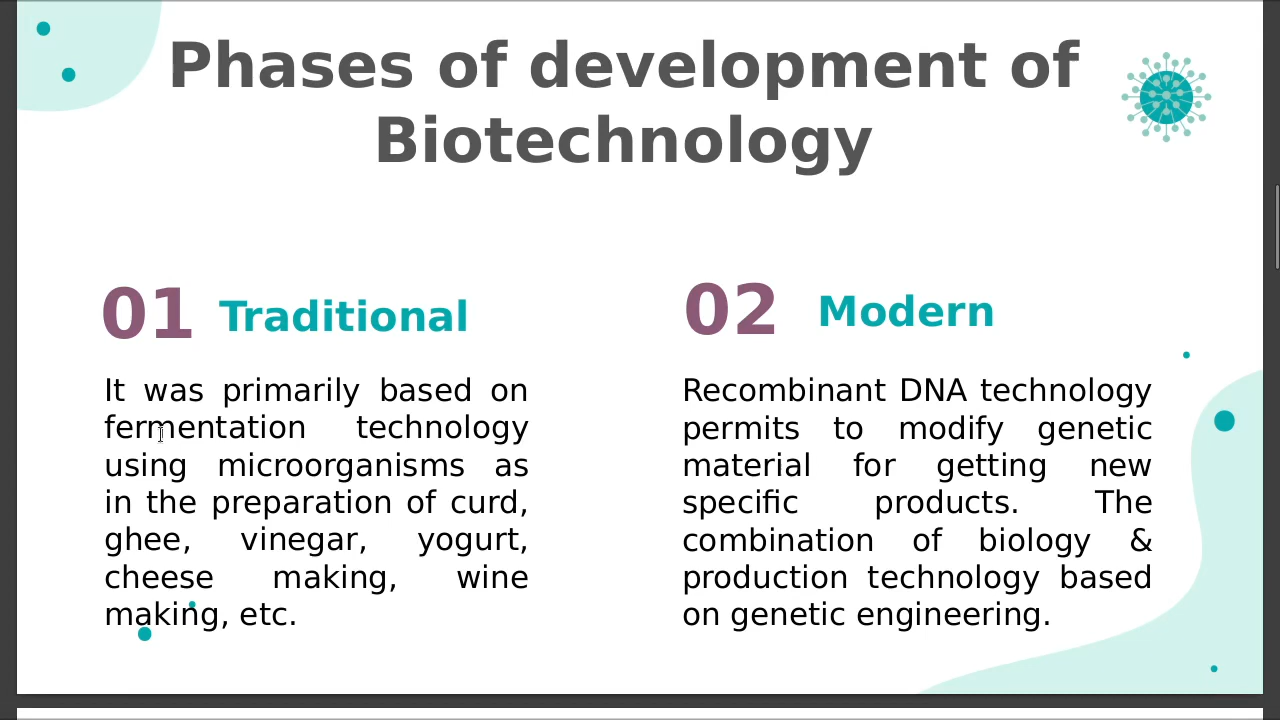 Phases of development of
Biotechnology
01 Traditional
It was primarily based on
fermentation technology
using microorganisms as
in the preparation of curd,
ghee, vinegar, yogurt,
cheese making, wine
making, etc.
02 Modern
Recombinant DNA technology
permits to modify genetic
material for getting new
specific products. The
combination of biology &
production technology based
on genetic engineering.